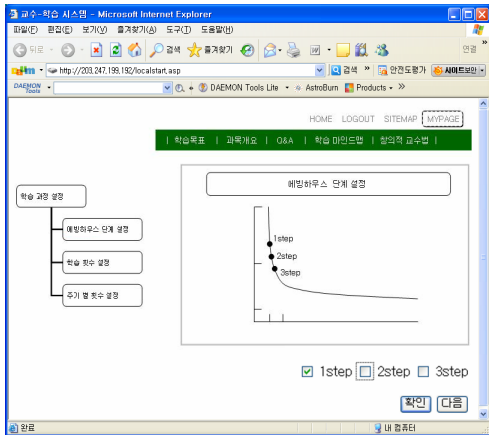 교수-학습 시스템 - Microsoft Internet Explorer
파일(F) 편집(E) 보기(V) 즐겨찾기(A) 도구(T) 도움말(H)
뒤로 검색 즐겨찾기 연결
http://203.247.199.192/localstart.asp 검색 안전도평가 사이트보안
DAEMON Tools DAEMON Tools Lite AstroBurn Products
HOME LOGOUT SITEMAP MYPAGE
| 학습목표 | 과목개요 | Q&A | 학습 마인드맵 | 창의적 교수법 |
에빙하우스 단계 설정
학습 과정 설정
에빙하우스 단계 설정
학습 횟수 설정
주기 별 횟수 설정
1step
2step
3step
1step 2step 3step
확인 다음
완료 내 컴퓨터